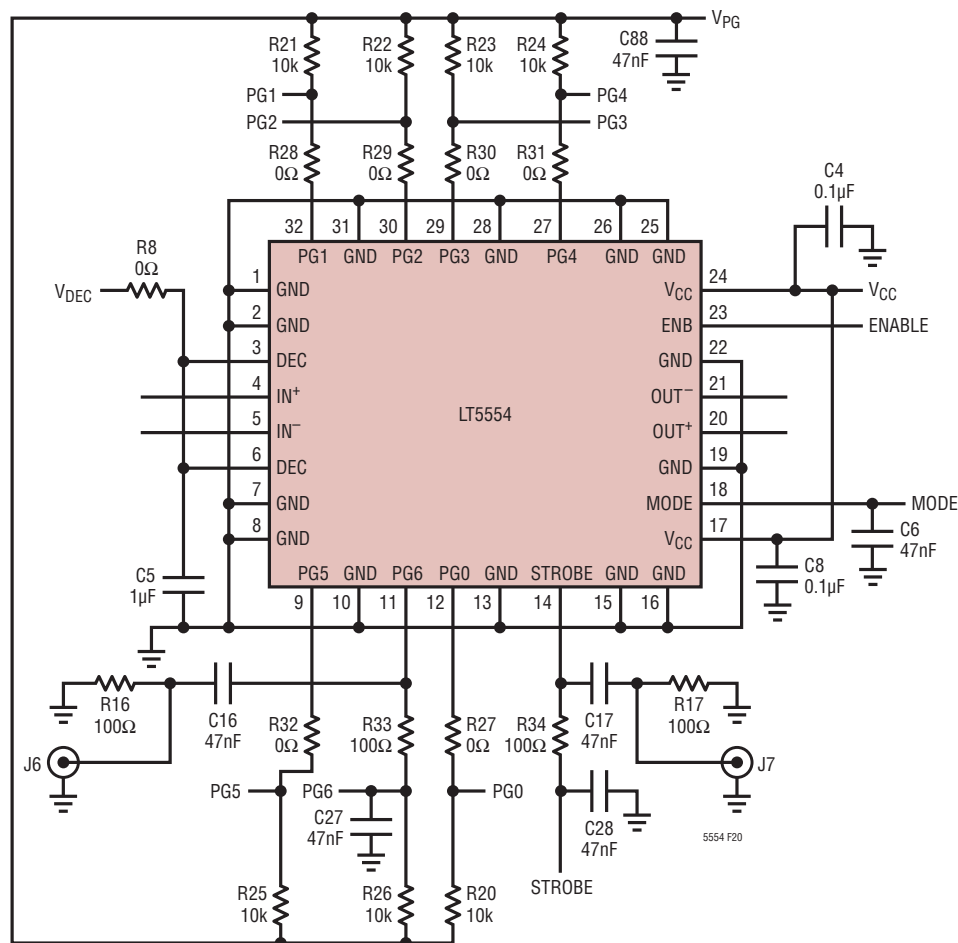 VPG
R21
10k
R22
10k
R23
10k
R24
10k
C88
47nF
PG1
PG4
PG2
PG3
R28
0Ω
R29
0Ω
R30
0Ω
R31
0Ω
C4
0.1µF
32
31
30
29
28
27
26
25
PG1
GND
PG2
PG3
GND
PG4
GND
GND
R8
0Ω
VDEC
1
GND
2
GND
3
DEC
4
IN+
5
IN−
6
DEC
7
GND
8
GND
LT5554
VCC
24
VCC
ENB
23
ENABLE
GND
22
OUT−
21
OUT+
20
GND
19
MODE
18
MODE
VCC
17
C6
47nF
C8
0.1µF
C5
1µF
PG5
GND
PG6
PG0
GND
STROBE
GND
GND
9
10
11
12
13
14
15
16
R16
100Ω
C16
47nF
R32
0Ω
R33
100Ω
R27
0Ω
R34
100Ω
C17
47nF
R17
100Ω
J6
J7
PG5
PG6
PG0
C27
47nF
C28
47nF
5554 F20
STROBE
R25
10k
R26
10k
R20
10k